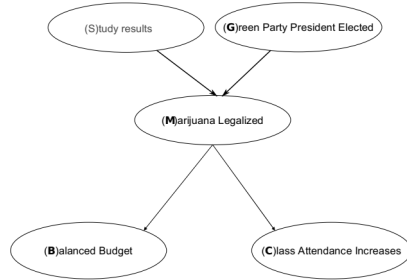 (S)tudy results
(G)reen Party President Elected
(M)arijuana Legalized
(B)alanced Budget
(C)lass Attendance Increases